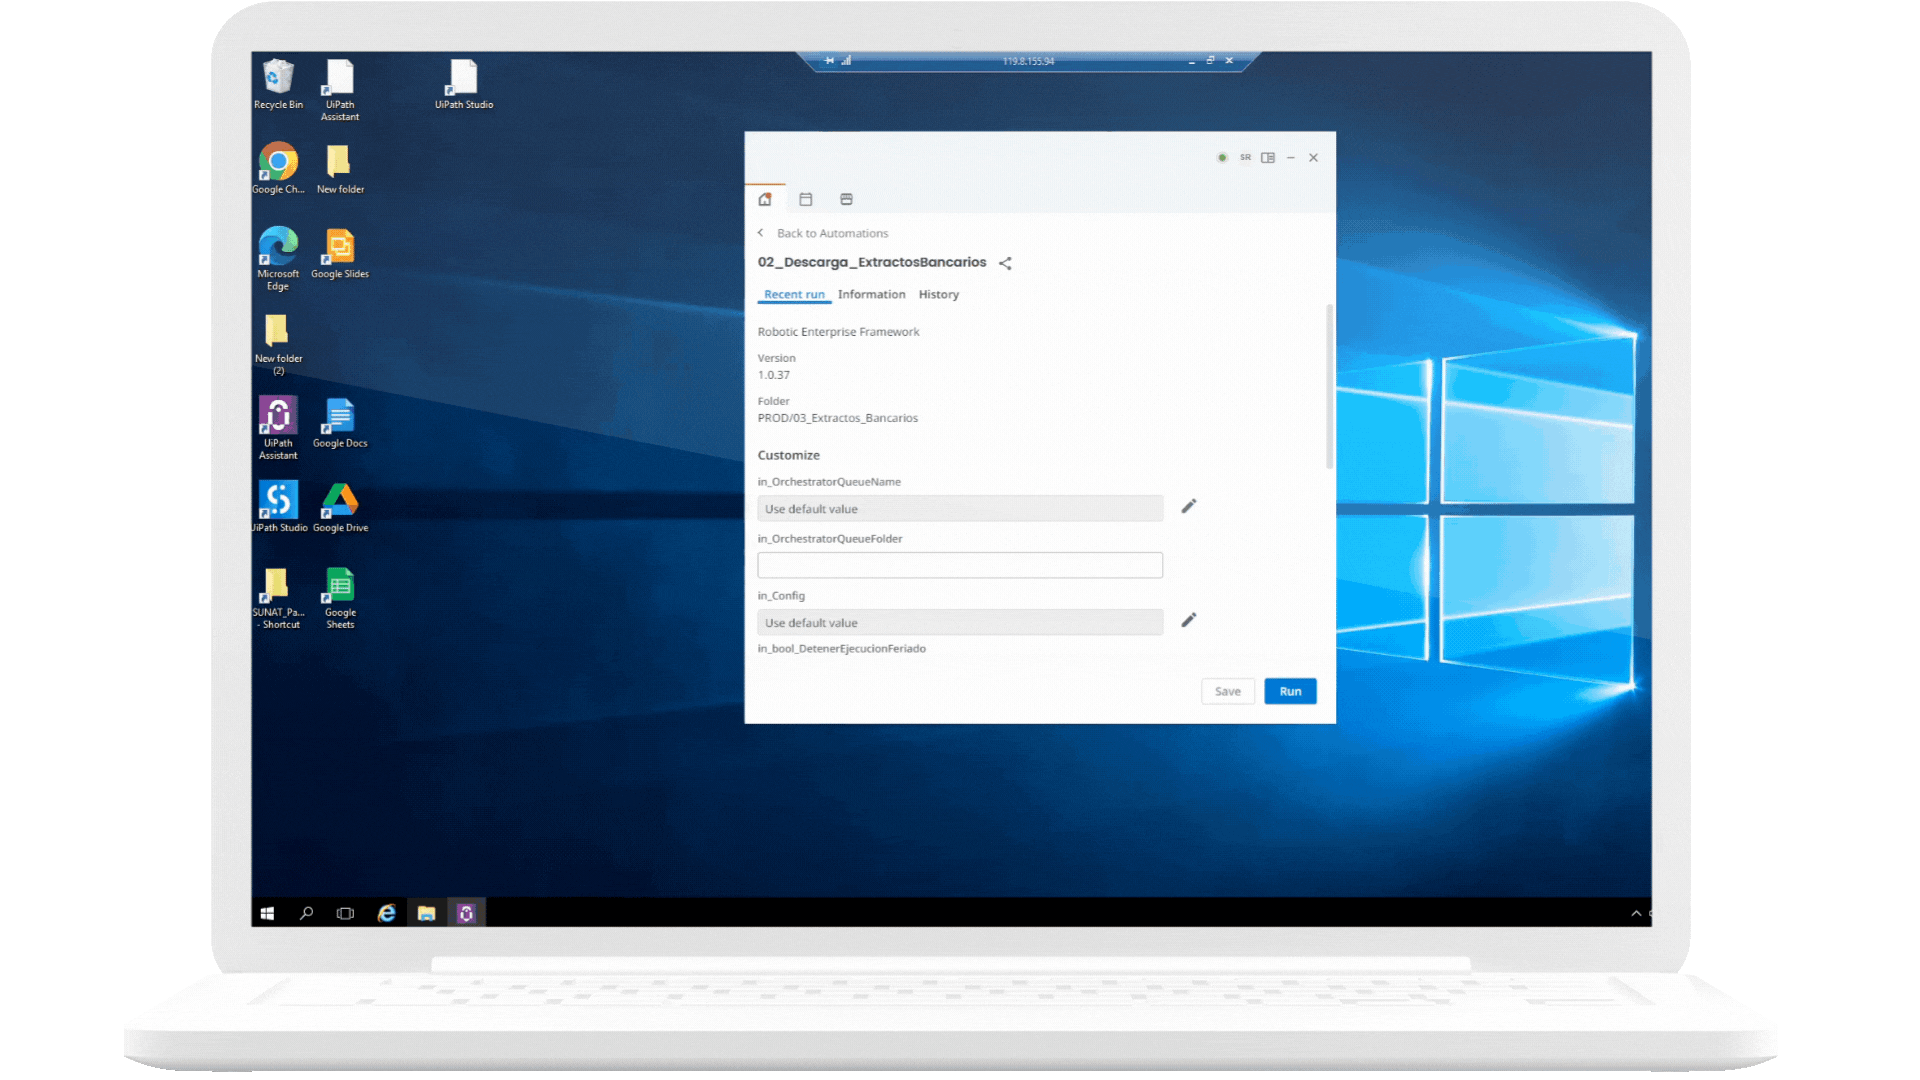 119.8.155.94
Recycle Bin
UiPath
Assistant
UiPath Studio
Google Ch...
New folder
Microsoft
Edge
Google Slides
New folder
(2)
UiPath
Assistant
Google Docs
UiPath Studio
Google Drive
SUNAT_Pa...
- Shortcut
Google
Sheets
SR
Back to Automations
02_Descarga_ExtractosBancarios
Recent run
Information
History
Robotic Enterprise Framework
Version
1.0.37
Folder
PROD/03_Extractos_Bancarios
Customize
in_OrchestratorQueueName
Use default value
in_OrchestratorQueueFolder
in_Config
Use default value
in_bool_DetenerEjecucionFeriado
Save
Run